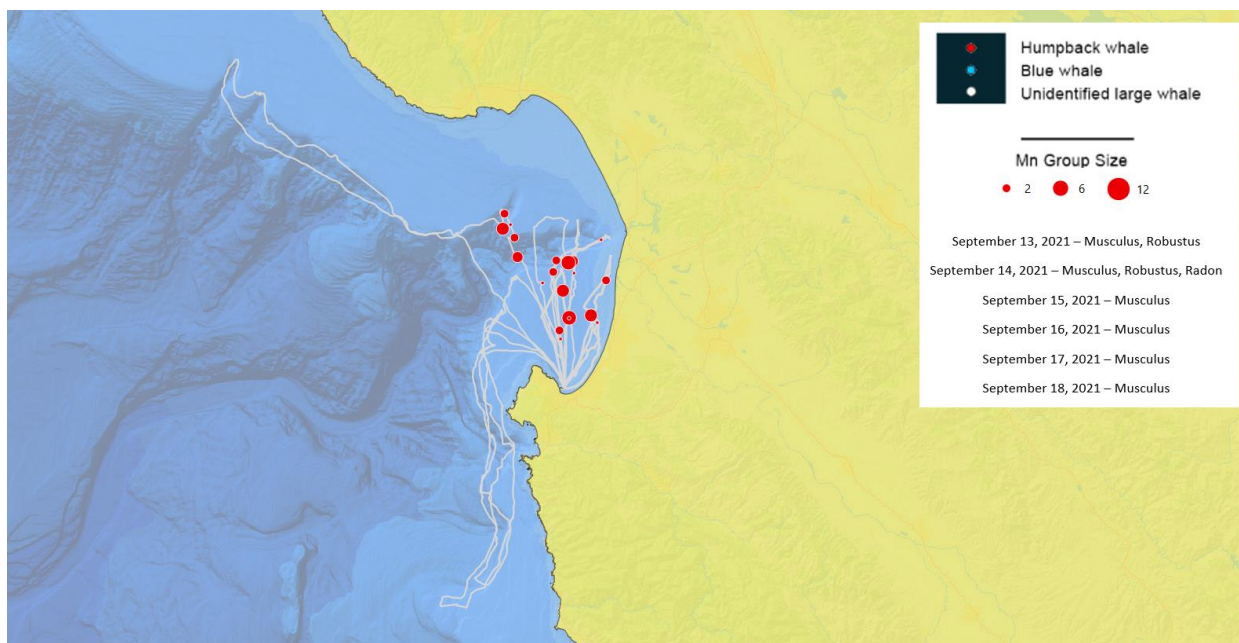 Humpback whale
Blue whale
Unidentified large whale
Mn Group Size
2 6 12
September 13, 2021 – Musculus, Robustus
September 14, 2021 – Musculus, Robustus, Radon
September 15, 2021 – Musculus
September 16, 2021 – Musculus
September 17, 2021 – Musculus
September 18, 2021 – Musculus